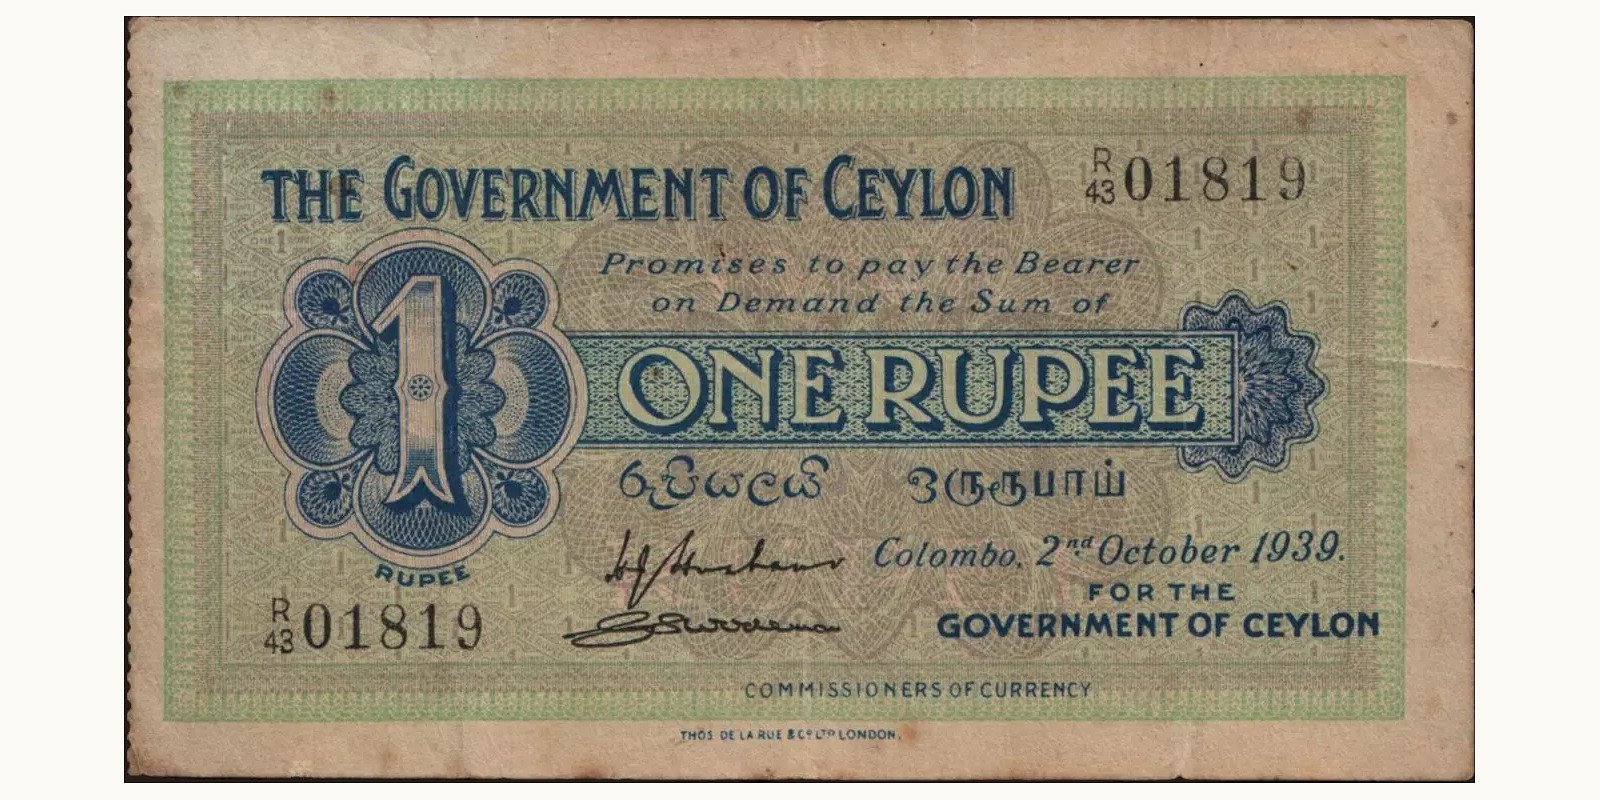 THE GOVERNMENT OF CEYLON
R/43 01819
Promises to pay the Bearer
on Demand the Sum of
1
ONE RUPEE
රුපියලයි ஒருரூபாய்
RUPEE
Colombo, 2nd October 1939.
FOR THE
GOVERNMENT OF CEYLON
R/43 01819
COMMISSIONERS OF CURRENCY
THOS DE LA RUE & CO LTD LONDON.